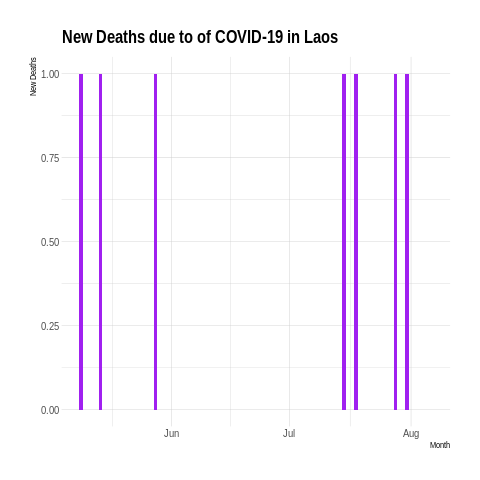 New Deaths due to of COVID-19 in Laos
New Deaths
1.00
0.75
0.50
0.25
0.00
Jun Jul Aug
Month